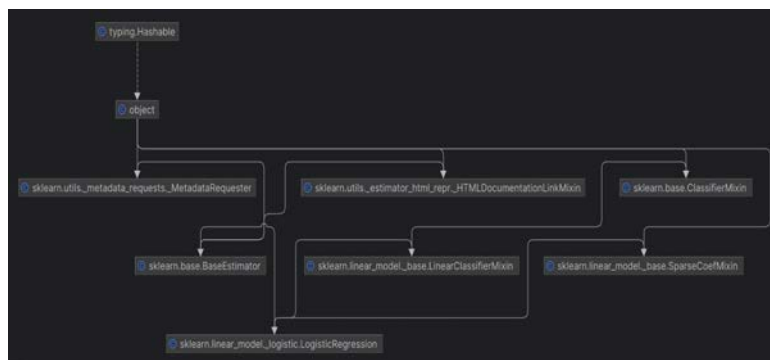 typing.Hashable
object
sklearn.utils._metadata_requests._MetadataRequester
sklearn.utils._estimator_html_repr._HTMLDocumentationLinkMixin
sklearn.base.ClassifierMixin
sklearn.base.BaseEstimator
sklearn.linear_model._base.LinearClassifierMixin
sklearn.linear_model._base.SparseCoefMixin
sklearn.linear_model._logistic.LogisticRegression